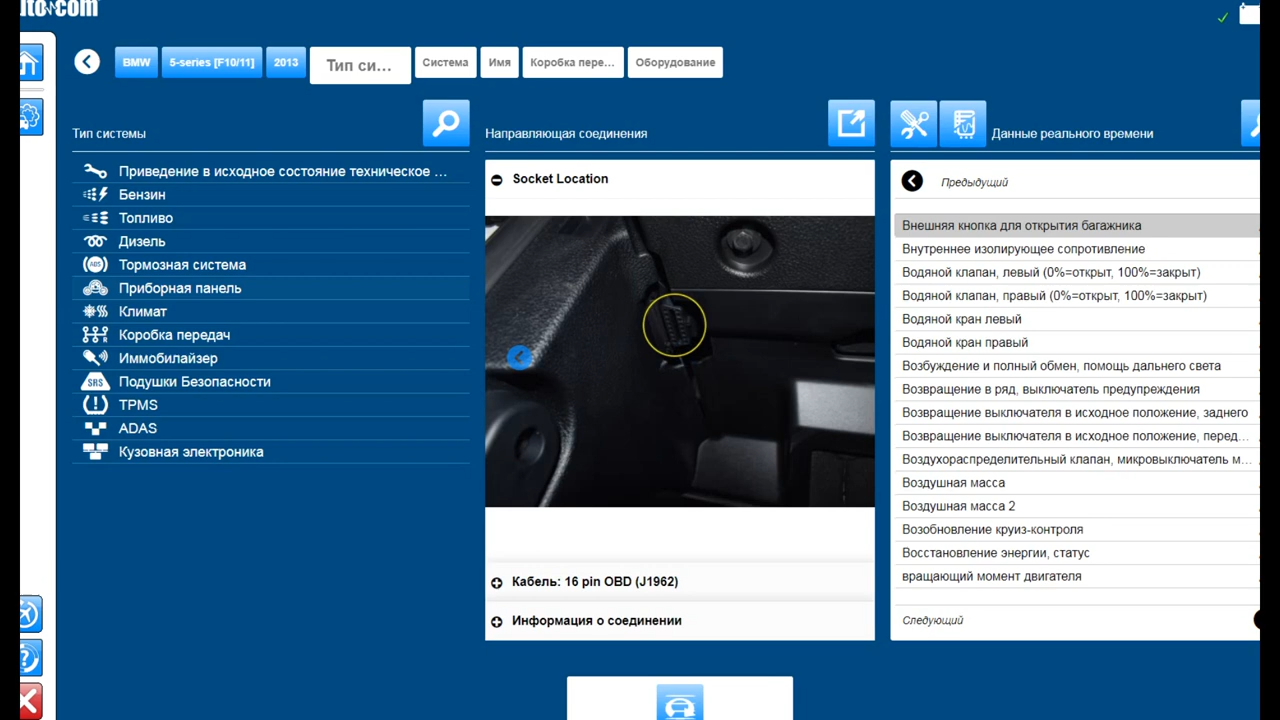 auto com
BMW
5-series [F10/11]
2013
Тип си...
Система
Имя
Коробка пере...
Оборудование
Тип системы
Приведение в исходное состояние техническое ...
Бензин
Топливо
Дизель
ABS
Тормозная система
Приборная панель
Климат
Коробка передач
Иммобилайзер
SRS
Подушки Безопасности
TPMS
ADAS
Кузовная электроника
Направляющая соединения
Socket Location
Кабель: 16 pin OBD (J1962)
Информация о соединении
Данные реального времени
Предыдущий
Внешняя кнопка для открытия багажника
Внутреннее изолирующее сопротивление
Водяной клапан, левый (0%=открыт, 100%=закрыт)
Водяной клапан, правый (0%=открыт, 100%=закрыт)
Водяной кран левый
Водяной кран правый
Возбуждение и полный обмен, помощь дальнего света
Возвращение в ряд, выключатель предупреждения
Возвращение выключателя в исходное положение, заднего
Возвращение выключателя в исходное положение, перед...
Воздухораспределительный клапан, микровыключатель м...
Воздушная масса
Воздушная масса 2
Возобновление круиз-контроля
Восстановление энергии, статус
вращающий момент двигателя
Следующий